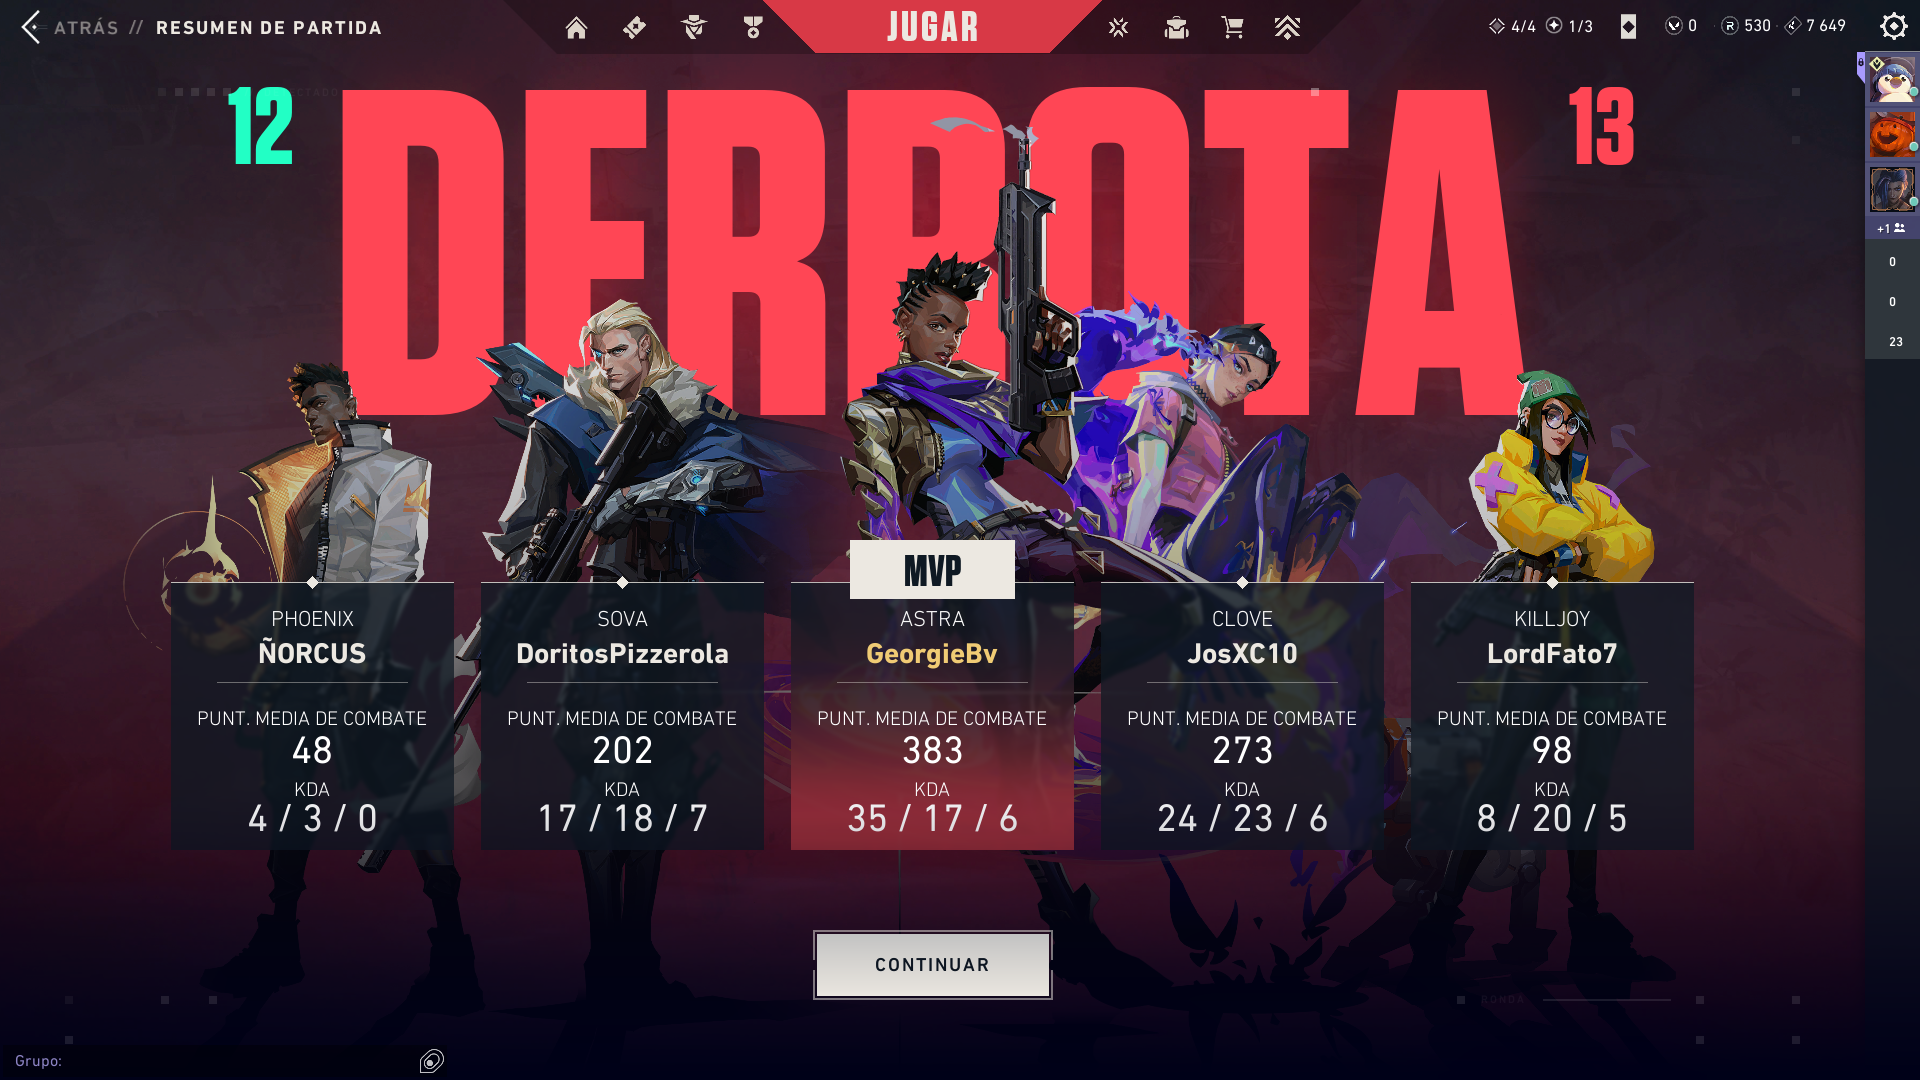 ATRÁS // RESUMEN DE PARTIDA
JUGAR
4/4 1/3 0 530 7 649
12 DERROTA 13
+1
0
0
23
MVP
PHOENIX
ÑORCUS
PUNT. MEDIA DE COMBATE
48
KDA
4 / 3 / 0
SOVA
DoritosPizzerola
PUNT. MEDIA DE COMBATE
202
KDA
17 / 18 / 7
ASTRA
GeorgieBv
PUNT. MEDIA DE COMBATE
383
KDA
35 / 17 / 6
CLOVE
JosXC10
PUNT. MEDIA DE COMBATE
273
KDA
24 / 23 / 6
KILLJOY
LordFato7
PUNT. MEDIA DE COMBATE
98
KDA
8 / 20 / 5
CONTINUAR
Grupo: